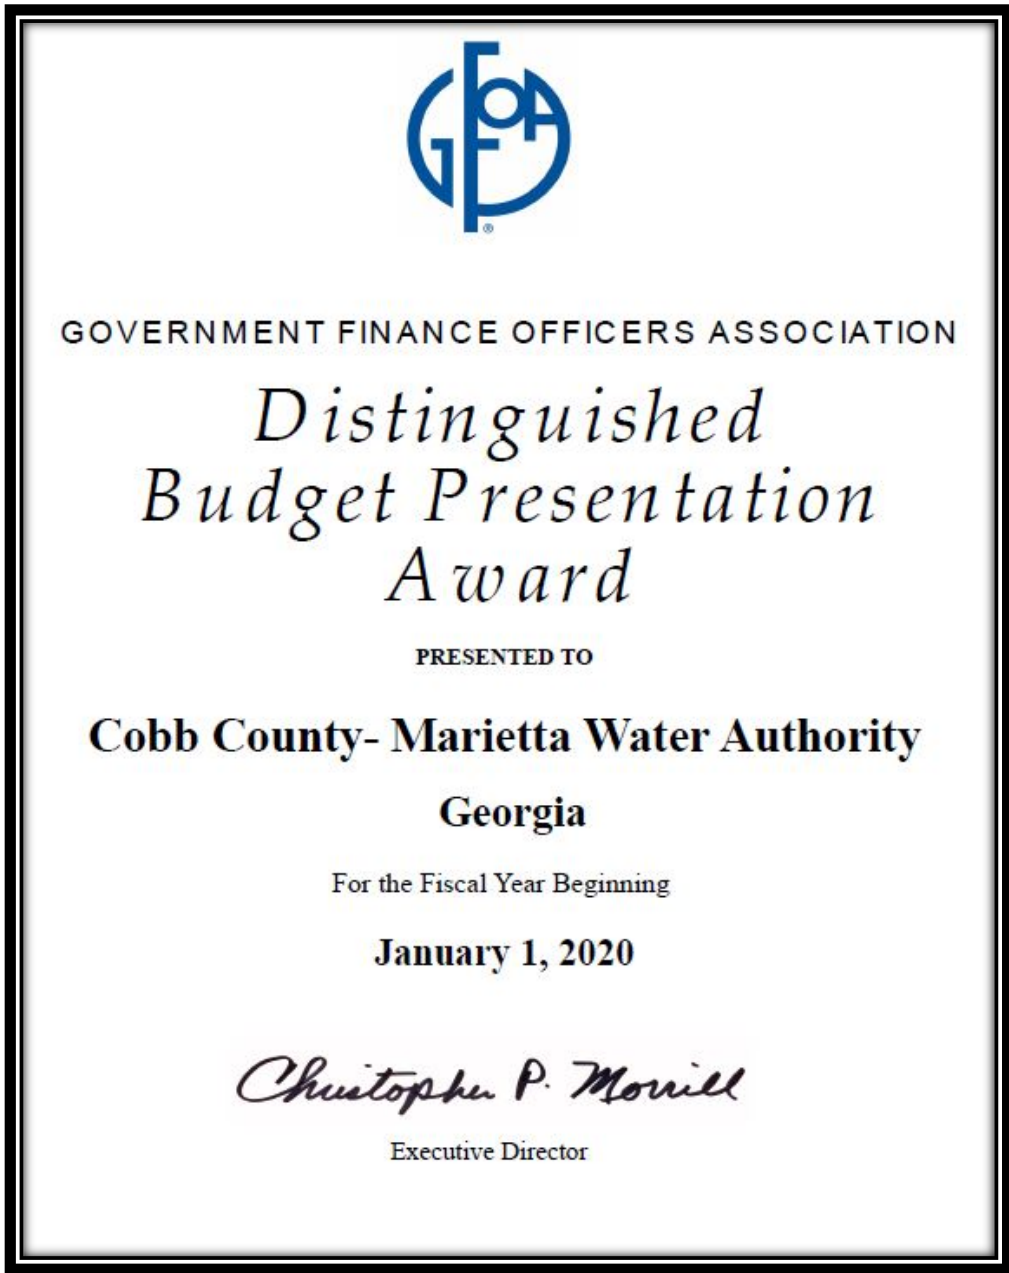 GFOA
®
GOVERNMENT FINANCE OFFICERS ASSOCIATION
Distinguished
Budget Presentation
Award
PRESENTED TO
Cobb County- Marietta Water Authority
Georgia
For the Fiscal Year Beginning
January 1, 2020
Christopher P. Morrill
Executive Director